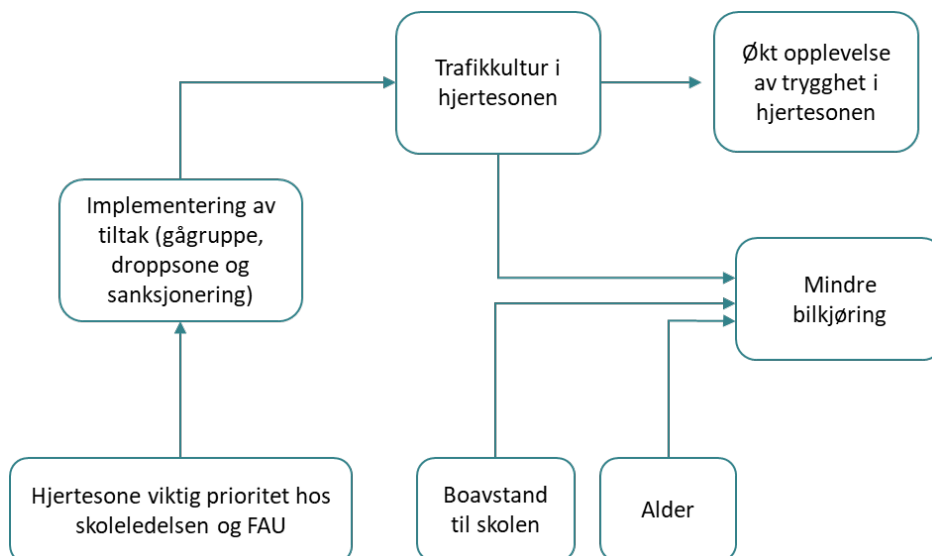 Trafikkultur i
hjertesonen
Økt opplevelse
av trygghet i
hjertesonen
Implementering av
tiltak (gågruppe,
droppsone og
sanksjonering)
Mindre
bilkjøring
Hjertesone viktig prioritet hos
skoleledelsen og FAU
Boavstand
til skolen
Alder